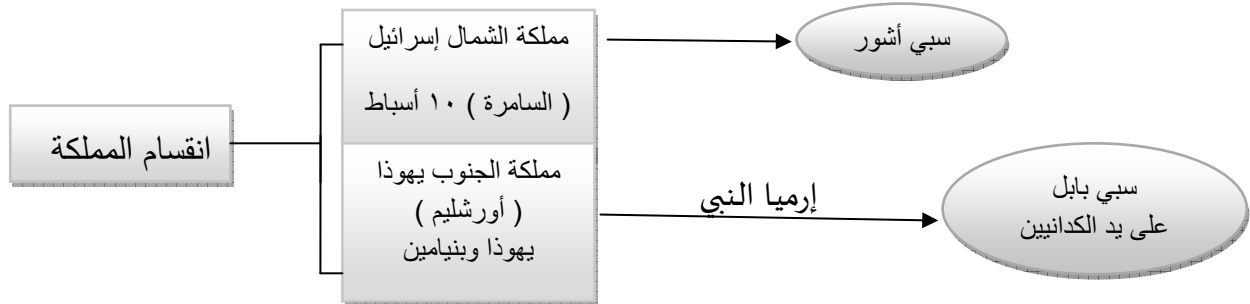 انقسام المملكة
مملكة الشمال إسرائيل
( السامرة ) ١٠ أسباط
سبي أشور
مملكة الجنوب يهوذا
( أورشليم )
يهوذا وبنيامين
إرميا النبي
سبي بابل
على يد الكدانيين